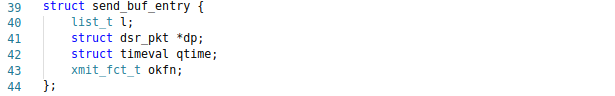 39 struct send_buf_entry {
40     list_t l;
41     struct dsr_pkt *dp;
42     struct timeval qtime;
43     xmit_fct_t okfn;
44 };